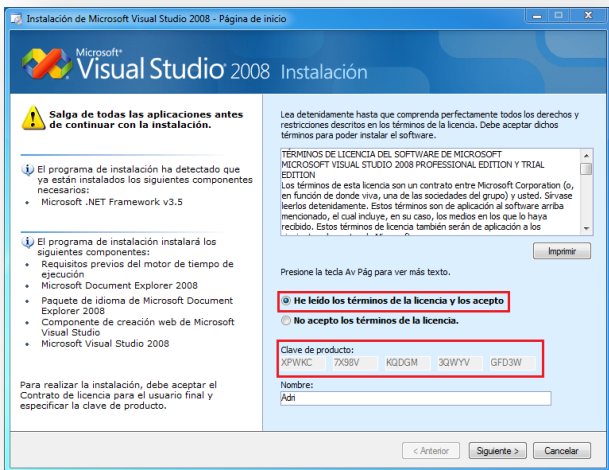 Instalación de Microsoft Visual Studio 2008 - Página de inicio
Microsoft
Visual Studio 2008 Instalación
Salga de todas las aplicaciones antes
de continuar con la instalación.
El programa de instalación ha detectado que
ya están instalados los siguientes componentes
necesarios:
• Microsoft .NET Framework v3.5
El programa de instalación instalará los
siguientes componentes:
• Requisitos previos del motor de tiempo de
ejecución
• Microsoft Document Explorer 2008
• Paquete de idioma de Microsoft Document
Explorer 2008
• Componente de creación web de Microsoft
Visual Studio
• Microsoft Visual Studio 2008
Para realizar la instalación, debe aceptar el
Contrato de licencia para el usuario final y
especificar la clave de producto.
Lea detenidamente hasta que comprenda perfectamente todos los derechos y
restricciones descritos en los términos de la licencia. Debe aceptar dichos
términos para poder instalar el software.
TÉRMINOS DE LICENCIA DEL SOFTWARE DE MICROSOFT
MICROSOFT VISUAL STUDIO 2008 PROFESSIONAL EDITION Y TRIAL
EDITION
Los términos de esta licencia son un contrato entre Microsoft Corporation (o,
en función de donde viva, una de las sociedades del grupo) y usted. Sírvase
leerlos detenidamente. Estos términos son de aplicación al software arriba
mencionado, el cual incluye, en su caso, los medios en los que lo haya
recibido. Estos términos de licencia también serán de aplicación a los
Imprimir
Presione la tecla Av Pág para ver más texto.
He leído los términos de la licencia y los acepto
No acepto los términos de la licencia.
Clave de producto:
XPWKC 7X98V KQDGM 3QWYV GFD3W
Nombre:
Adri
< Anterior Siguiente > Cancelar